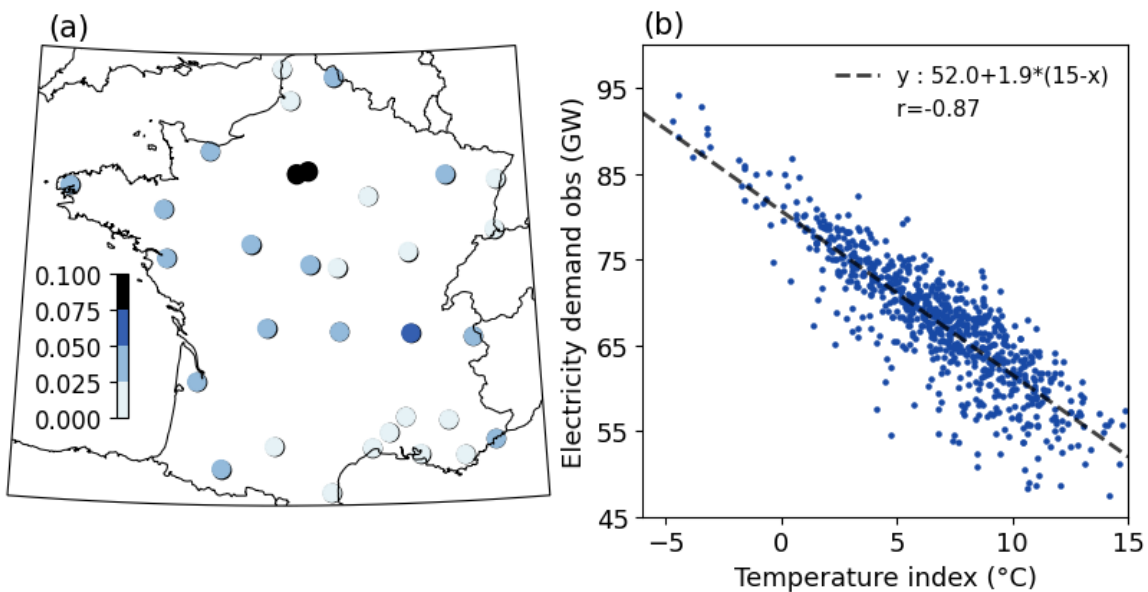 (a)
0.100
0.075
0.050
0.025
0.000
(b)
y : 52.0+1.9*(15-x)
r=-0.87
Electricity demand obs (GW)
95
85
75
65
55
45
−5
0
5
10
15
Temperature index (°C)